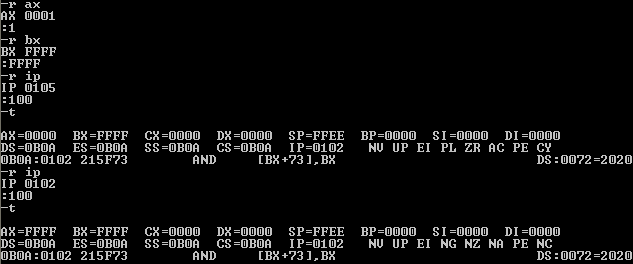 -r ax
AX 0001
:1
-r bx
BX FFFF
:FFFF
-r ip
IP 0105
:100
-t
AX=0000  BX=FFFF  CX=0000  DX=0000  SP=FFEE  BP=0000  SI=0000  DI=0000
DS=0B0A  ES=0B0A  SS=0B0A  CS=0B0A  IP=0102   NV UP EI PL ZR AC PE CY
0B0A:0102 215F73        AND     [BX+73],BX                         DS:0072=2020
-r ip
IP 0102
:100
-t
AX=FFFF  BX=FFFF  CX=0000  DX=0000  SP=FFEE  BP=0000  SI=0000  DI=0000
DS=0B0A  ES=0B0A  SS=0B0A  CS=0B0A  IP=0102   NV UP EI NG NZ NA PE NC
0B0A:0102 215F73        AND     [BX+73],BX                         DS:0072=2020